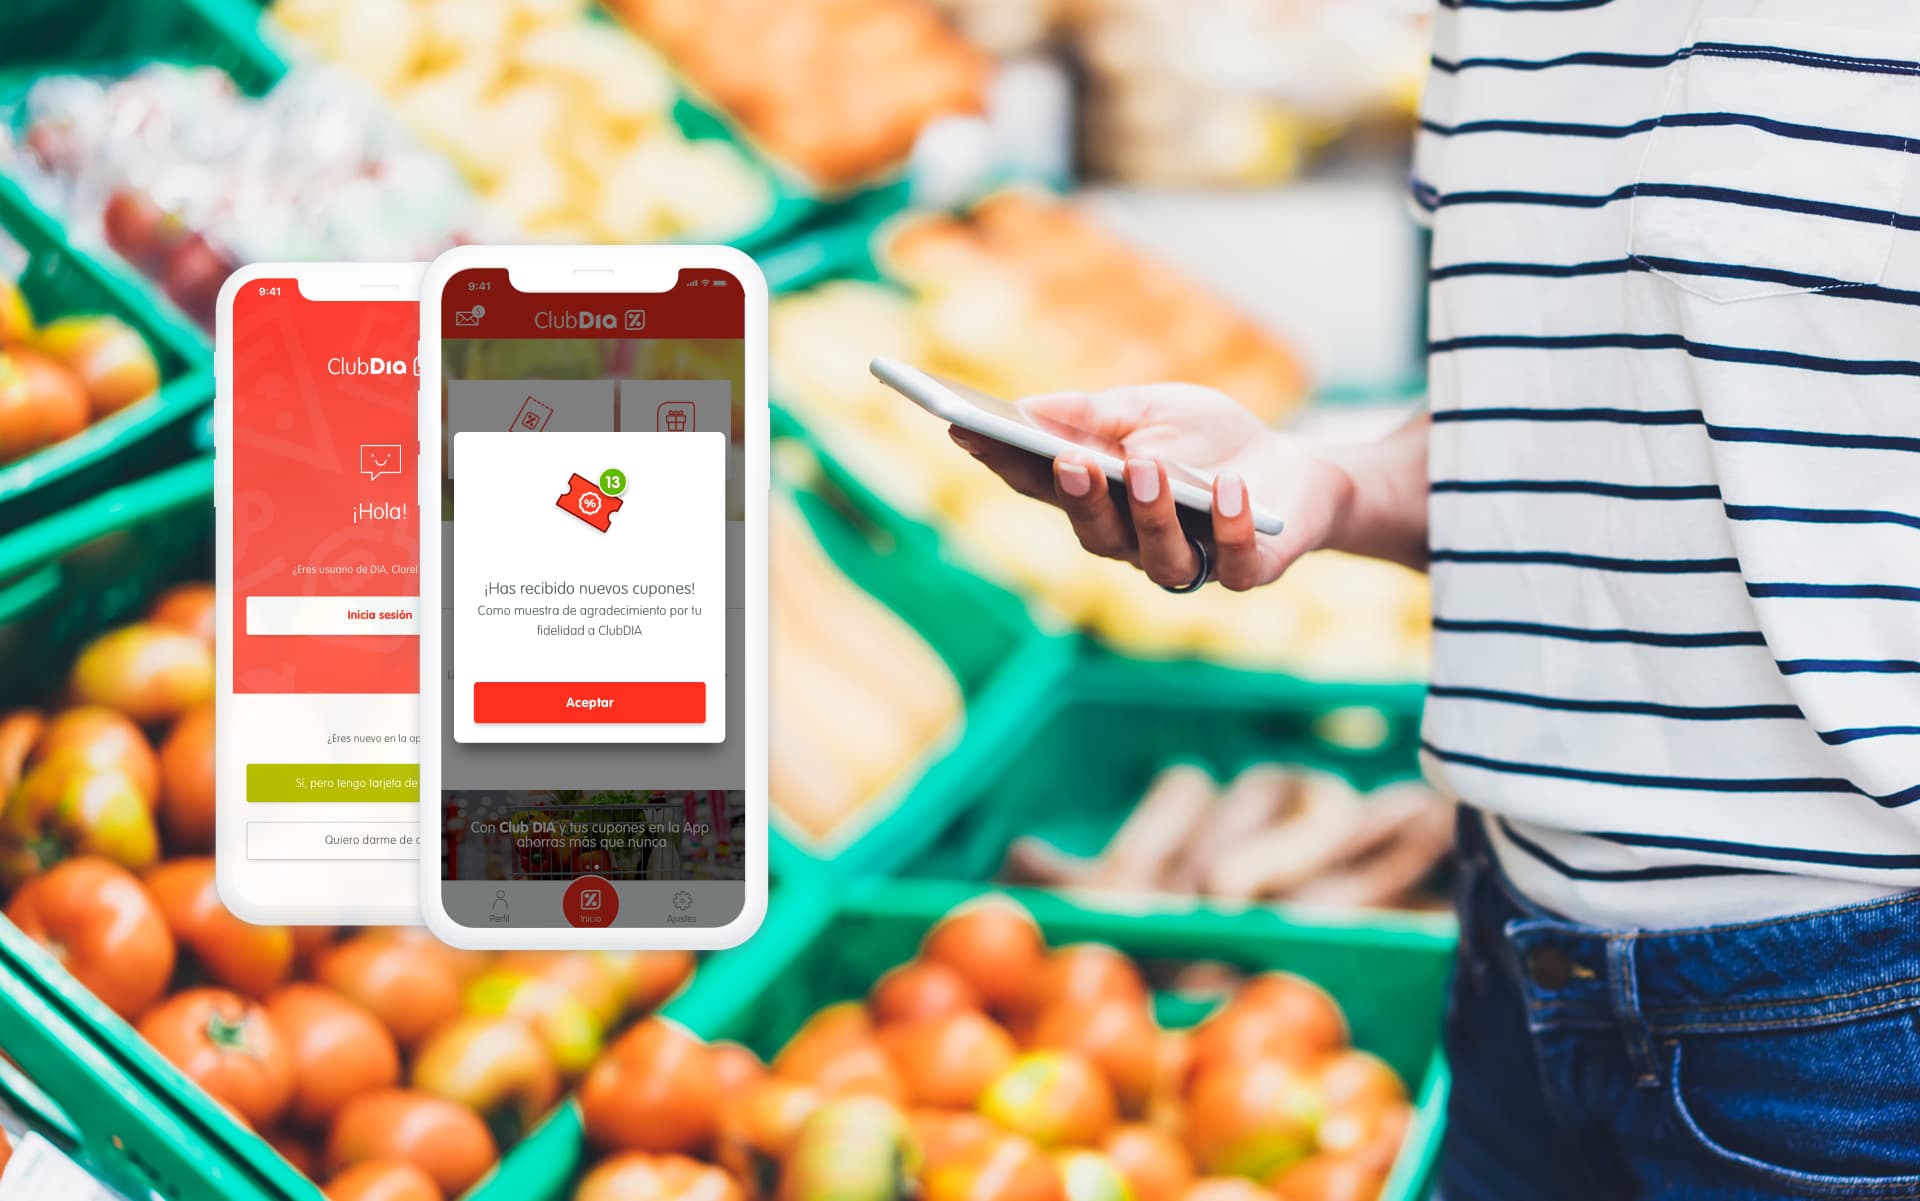 9:41
ClubDIA
¡Hola!
¿Eres usuario de DIA, Clarel
Inicia sesión
¿Eres nuevo en la
Sí, pero tengo tarjeta de
Quiero darme de
9:41
5
ClubDIA
13
¡Has recibido nuevos cupones!
Como muestra de agradecimiento por tu
fidelidad a ClubDIA
Aceptar
Con Club DIA y tus cupones en la App
ahorras más que nunca
Perfil
Inicio
Ajustes